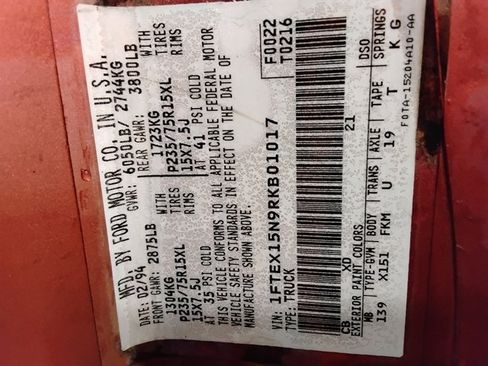 MFD. BY FORD MOTOR CO. IN U.S.A.
DATE: 02/94 GVWR: 6050LB/ 2744KG
FRONT GAWR: 2875LB REAR GAWR: 3800LB
1304KG WITH 1723KG WITH
P235/75R15XL TIRES P235/75R15XL TIRES
15X7.5J RIMS 15X7.5J RIMS
AT 35 PSI COLD AT 41 PSI COLD
THIS VEHICLE CONFORMS TO ALL APPLICABLE FEDERAL MOTOR
VEHICLE SAFETY STANDARDS IN EFFECT ON THE DATE OF
MANUFACTURE SHOWN ABOVE.
VIN: 1FTEX15N9RKB01017 F0022
TYPE: TRUCK T0216
CB XD 21
EXTERIOR PAINT COLORS DSO
WB TYPE-GVM BODY TRANS AXLE TAPE SPRINGS
139 X151 FKM U 19 T K G
F0TA-15204A10-AA